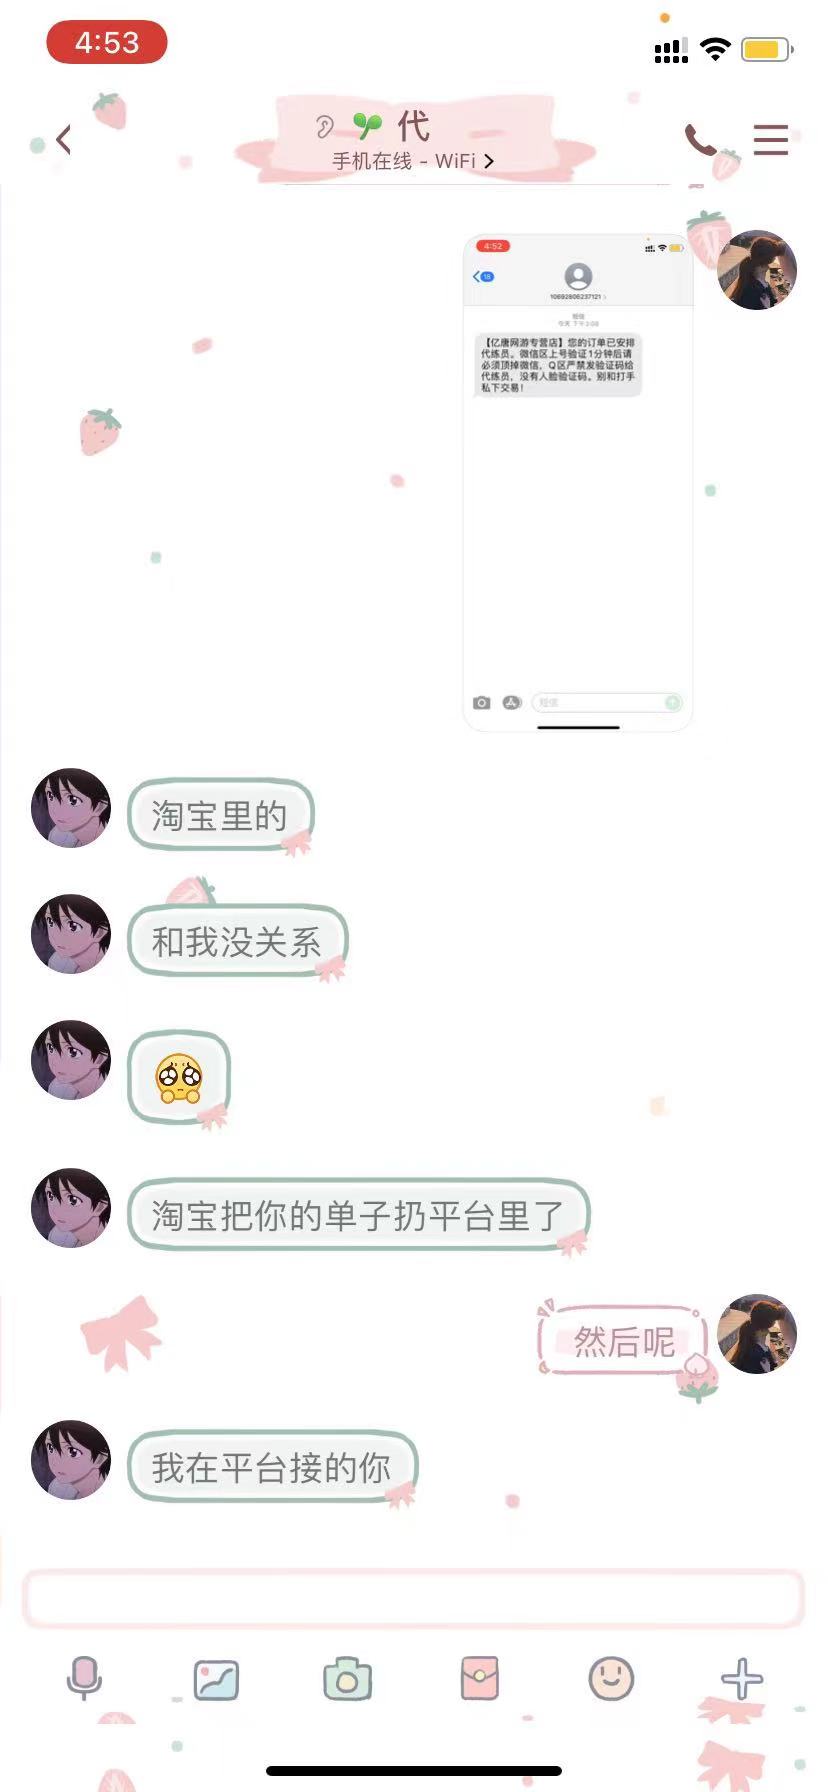 4:53
代
手机在线 - WiFi
4:52
18
10692806237121
短信
今天 下午3:08
【亿唐网游专营店】您的订单已安排
代练员。微信区上号验证1分钟后请
必须顶掉微信，Q区严禁发验证码给
代练员，没有人脸验证码。别和打手
私下交易！
短信
淘宝里的
和我没关系
淘宝把你的单子扔平台里了
然后呢
我在平台接的你